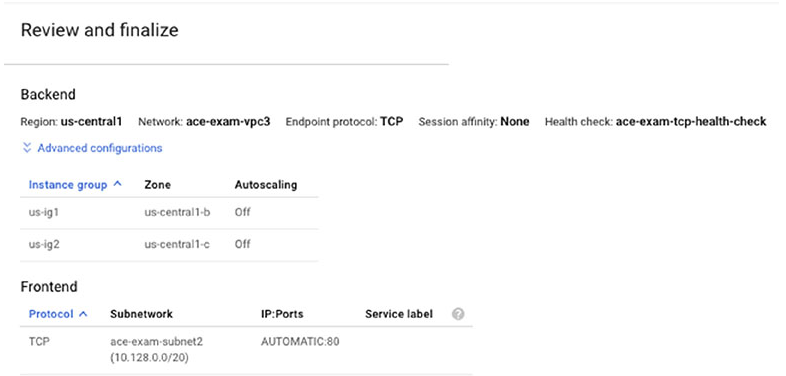 Review and finalize
Backend
Region: us-central1 Network: ace-exam-vpc3 Endpoint protocol: TCP Session affinity: None Health check: ace-exam-tcp-health-check
Advanced configurations
Instance group Zone Autoscaling
us-ig1 us-central1-b Off
us-ig2 us-central1-c Off
Frontend
Protocol Subnetwork IP:Ports Service label ?
TCP ace-exam-subnet2 AUTOMATIC:80
(10.128.0.0/20)